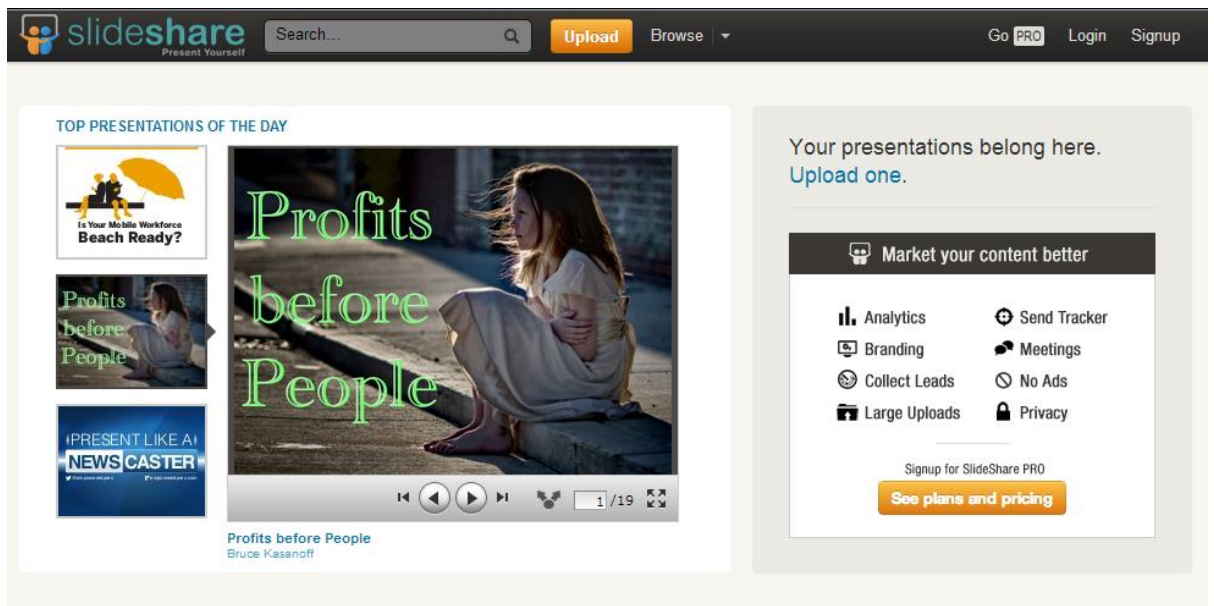 slideshare
Present Yourself
Search...
Upload
Browse
Go PRO
Login
Signup
TOP PRESENTATIONS OF THE DAY
Is Your Mobile Workforce
Beach Ready?
Profits
before
People
PRESENT LIKE A
NEWSCASTER
Profits
before
People
1 /19
Profits before People
Bruce Kasanoff
Your presentations belong here.
Upload one.
Market your content better
Analytics
Send Tracker
Branding
Meetings
Collect Leads
No Ads
Large Uploads
Privacy
Signup for SlideShare PRO
See plans and pricing